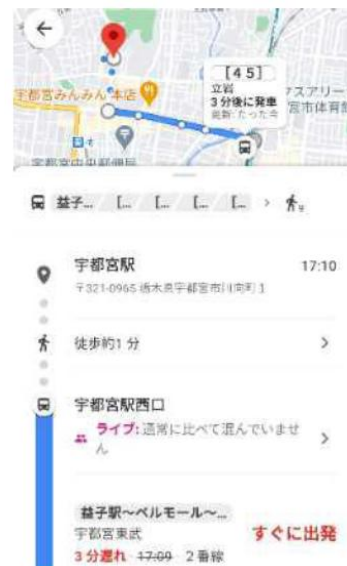 [45]
立岩
3分後に発車
更新: たった今
宇都宮みんみん 本店
益子... [... [... [... [...
宇都宮駅 17:10
〒321-0965 栃木県宇都宮市川向町1
徒歩約1 分
宇都宮駅西口
ライブ: 通常に比べて混んでいませ
ん
益子駅～ベルモール～...
宇都宮東武 すぐに出発
3 分遅れ 17:09 2番線